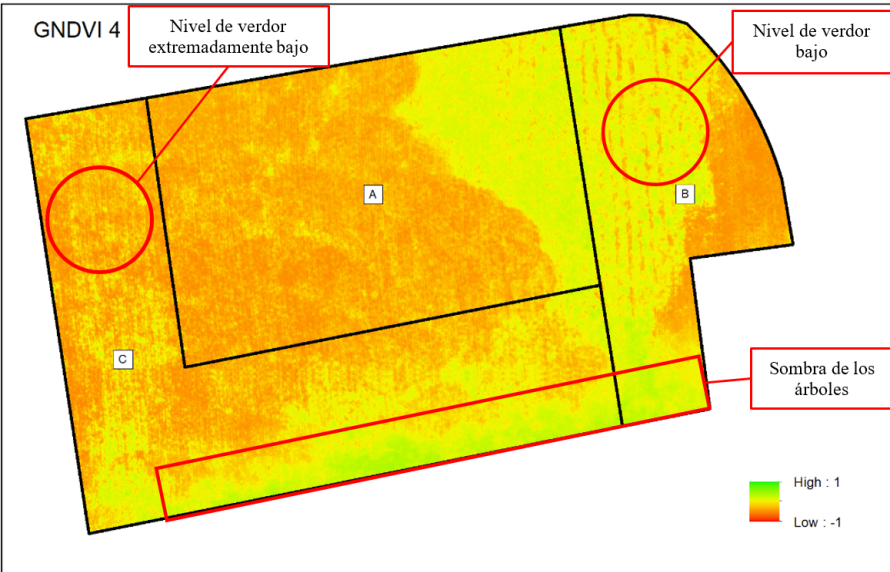 GNDVI 4
Nivel de verdor
extremadamente bajo
Nivel de verdor
bajo
A
B
C
Sombra de los
árboles
High : 1
Low : -1